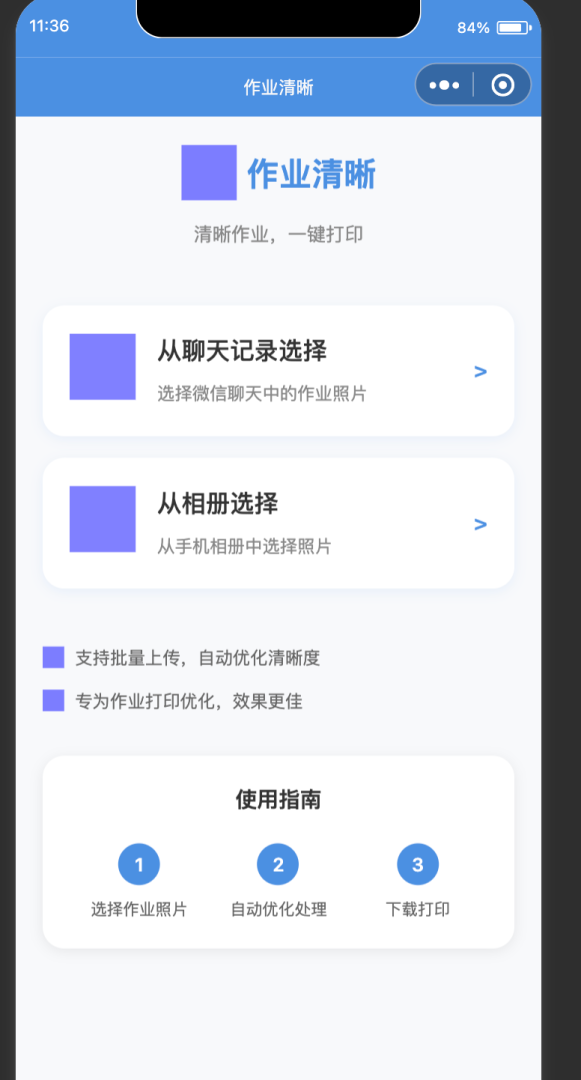 11:36
84%
作业清晰
作业清晰
清晰作业，一键打印
从聊天记录选择
选择微信聊天中的作业照片
>
从相册选择
从手机相册中选择照片
>
支持批量上传，自动优化清晰度
专为作业打印优化，效果更佳
使用指南
1
2
3
选择作业照片
自动优化处理
下载打印